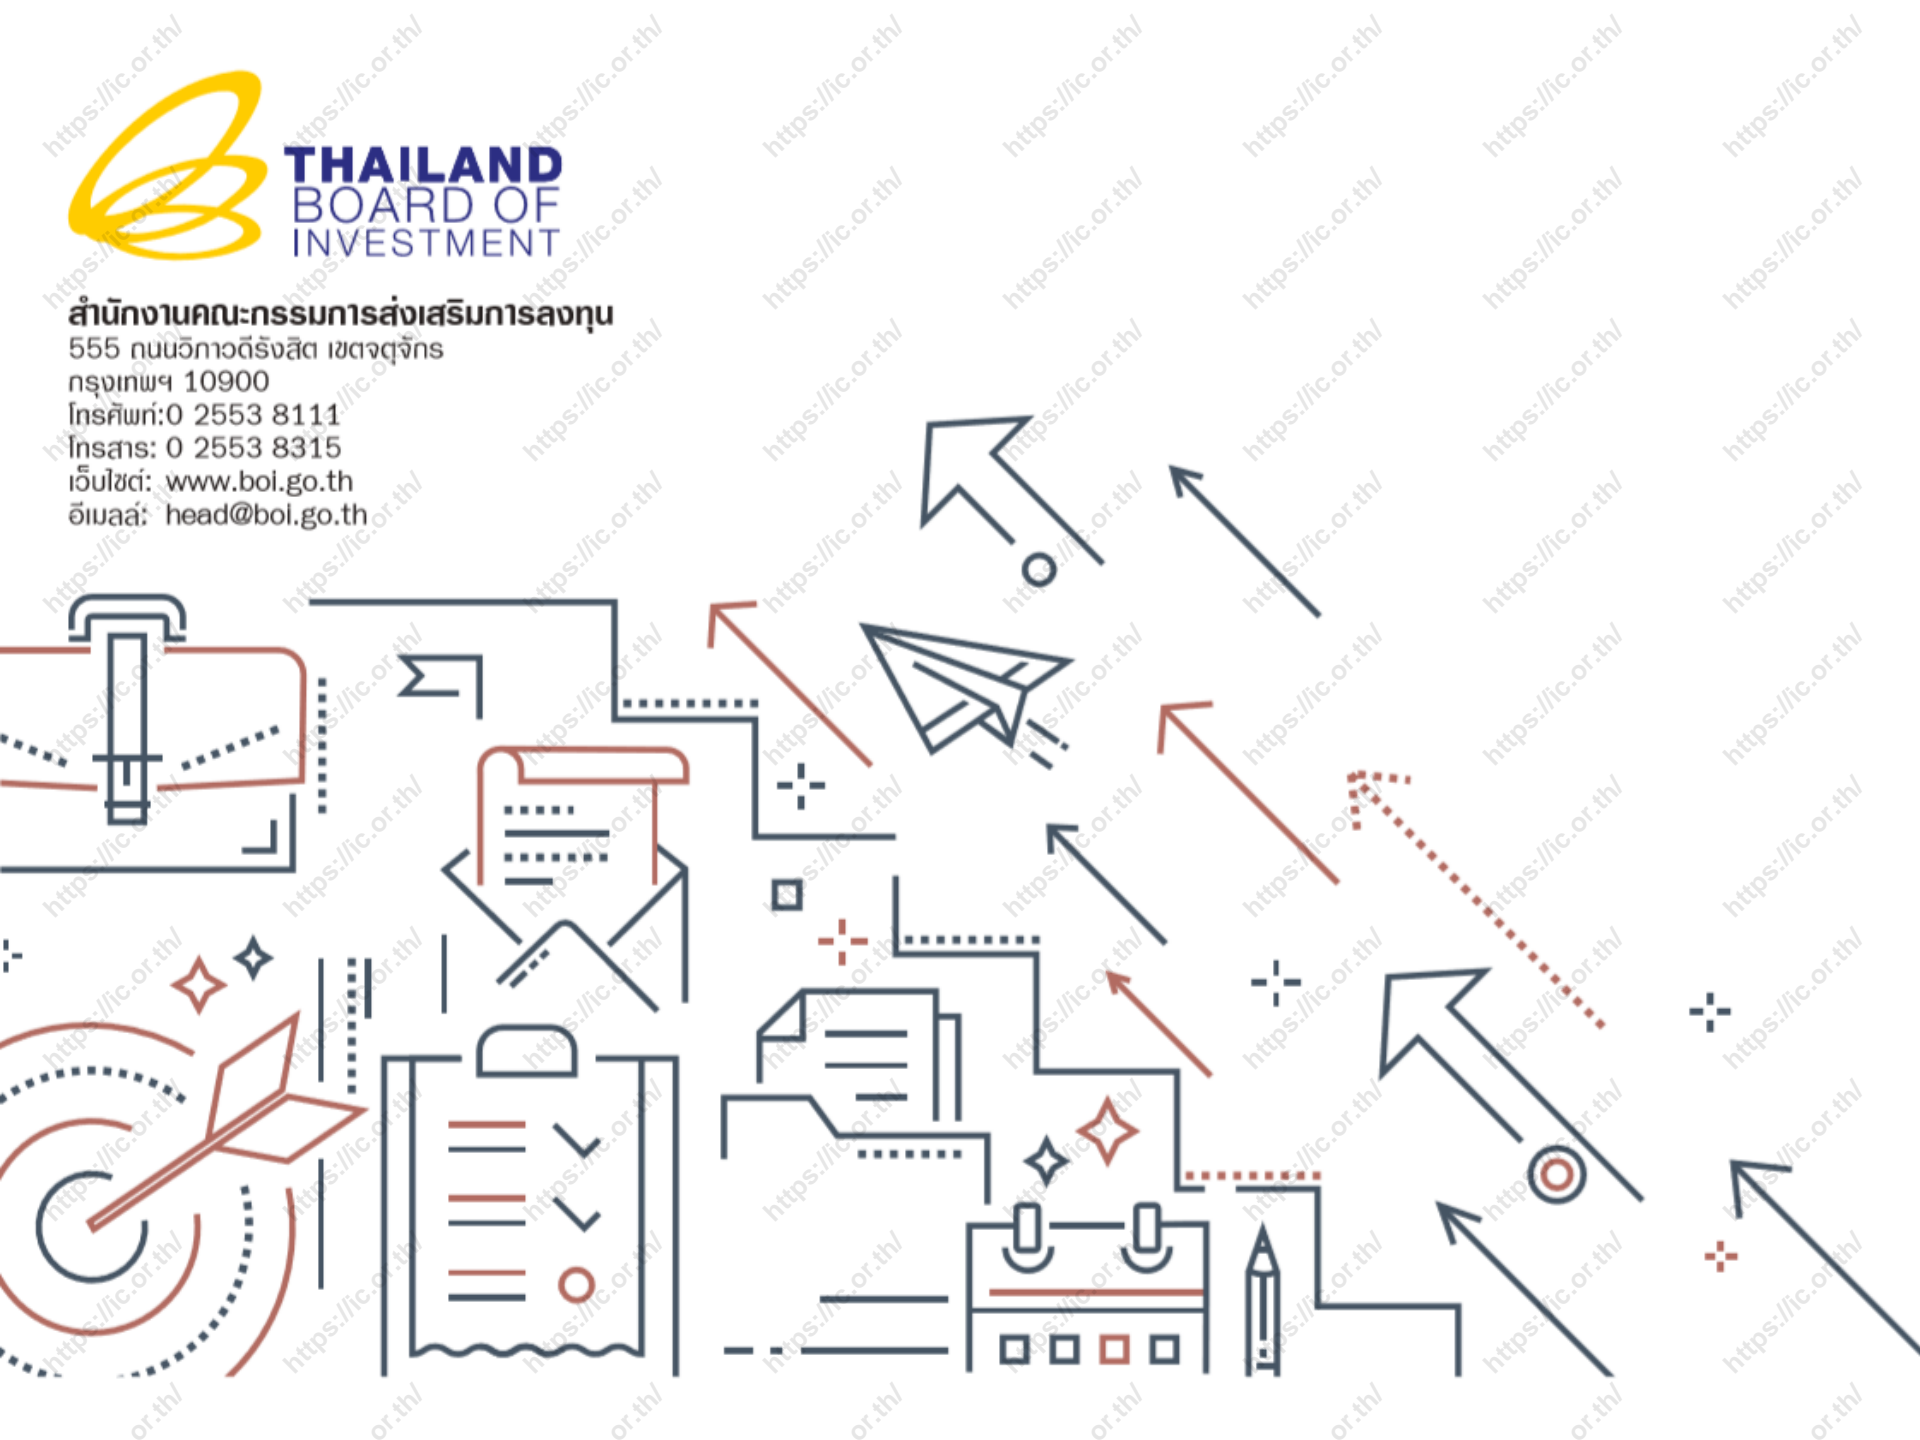 THAILAND
BOARD OF
INVESTMENT
สำนักงานคณะกรรมการส่งเสริมการลงทุน
555 ถนนวิภาวดีรังสิต เขตจตุจักร
กรุงเทพฯ 10900
โทรศัพท์:0 2553 8111
โทรสาร: 0 2553 8315
เว็บไซต์: www.boi.go.th
อีเมลล์: head@boi.go.th
https://ic.or.th/